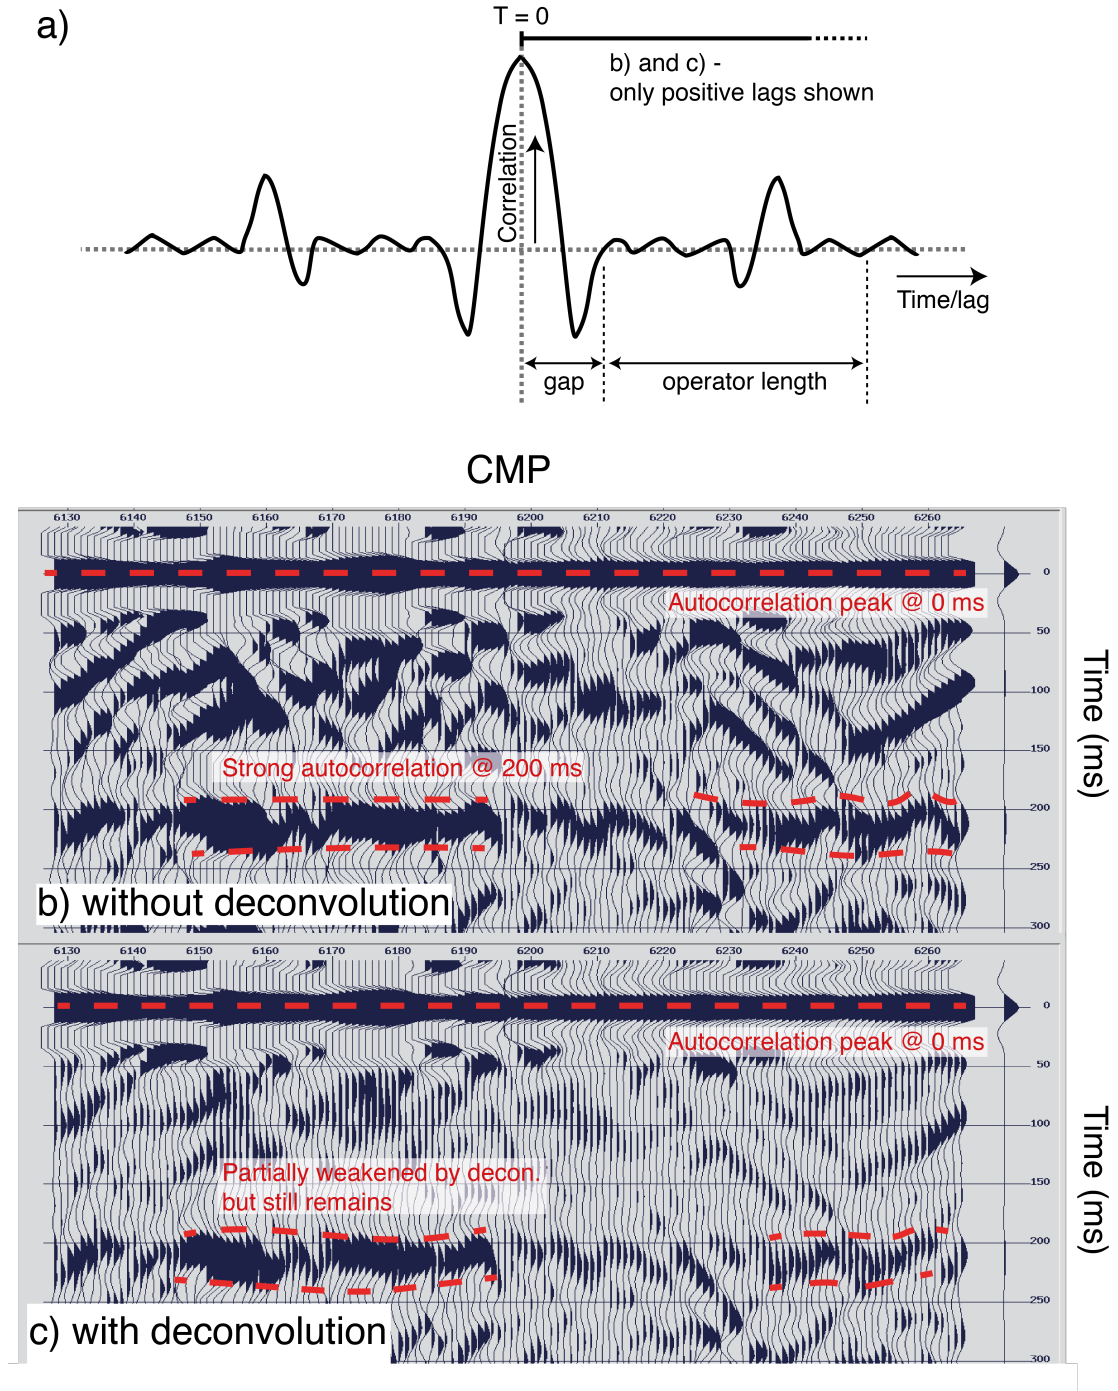 a)
T = 0
b) and c) -
only positive lags shown
Correlation
Time/lag
gap
operator length
CMP
6130 6140 6150 6160 6170 6180 6190 6200 6210 6220 6230 6240 6250 6260
0
Autocorrelation peak @ 0 ms
50
100
150
Strong autocorrelation @ 200 ms
200
250
300
Time (ms)
b) without deconvolution
6130 6140 6150 6160 6170 6180 6190 6200 6210 6220 6230 6240 6250 6260
0
Autocorrelation peak @ 0 ms
50
100
Partially weakened by decon.
but still remains
150
200
250
300
Time (ms)
c) with deconvolution